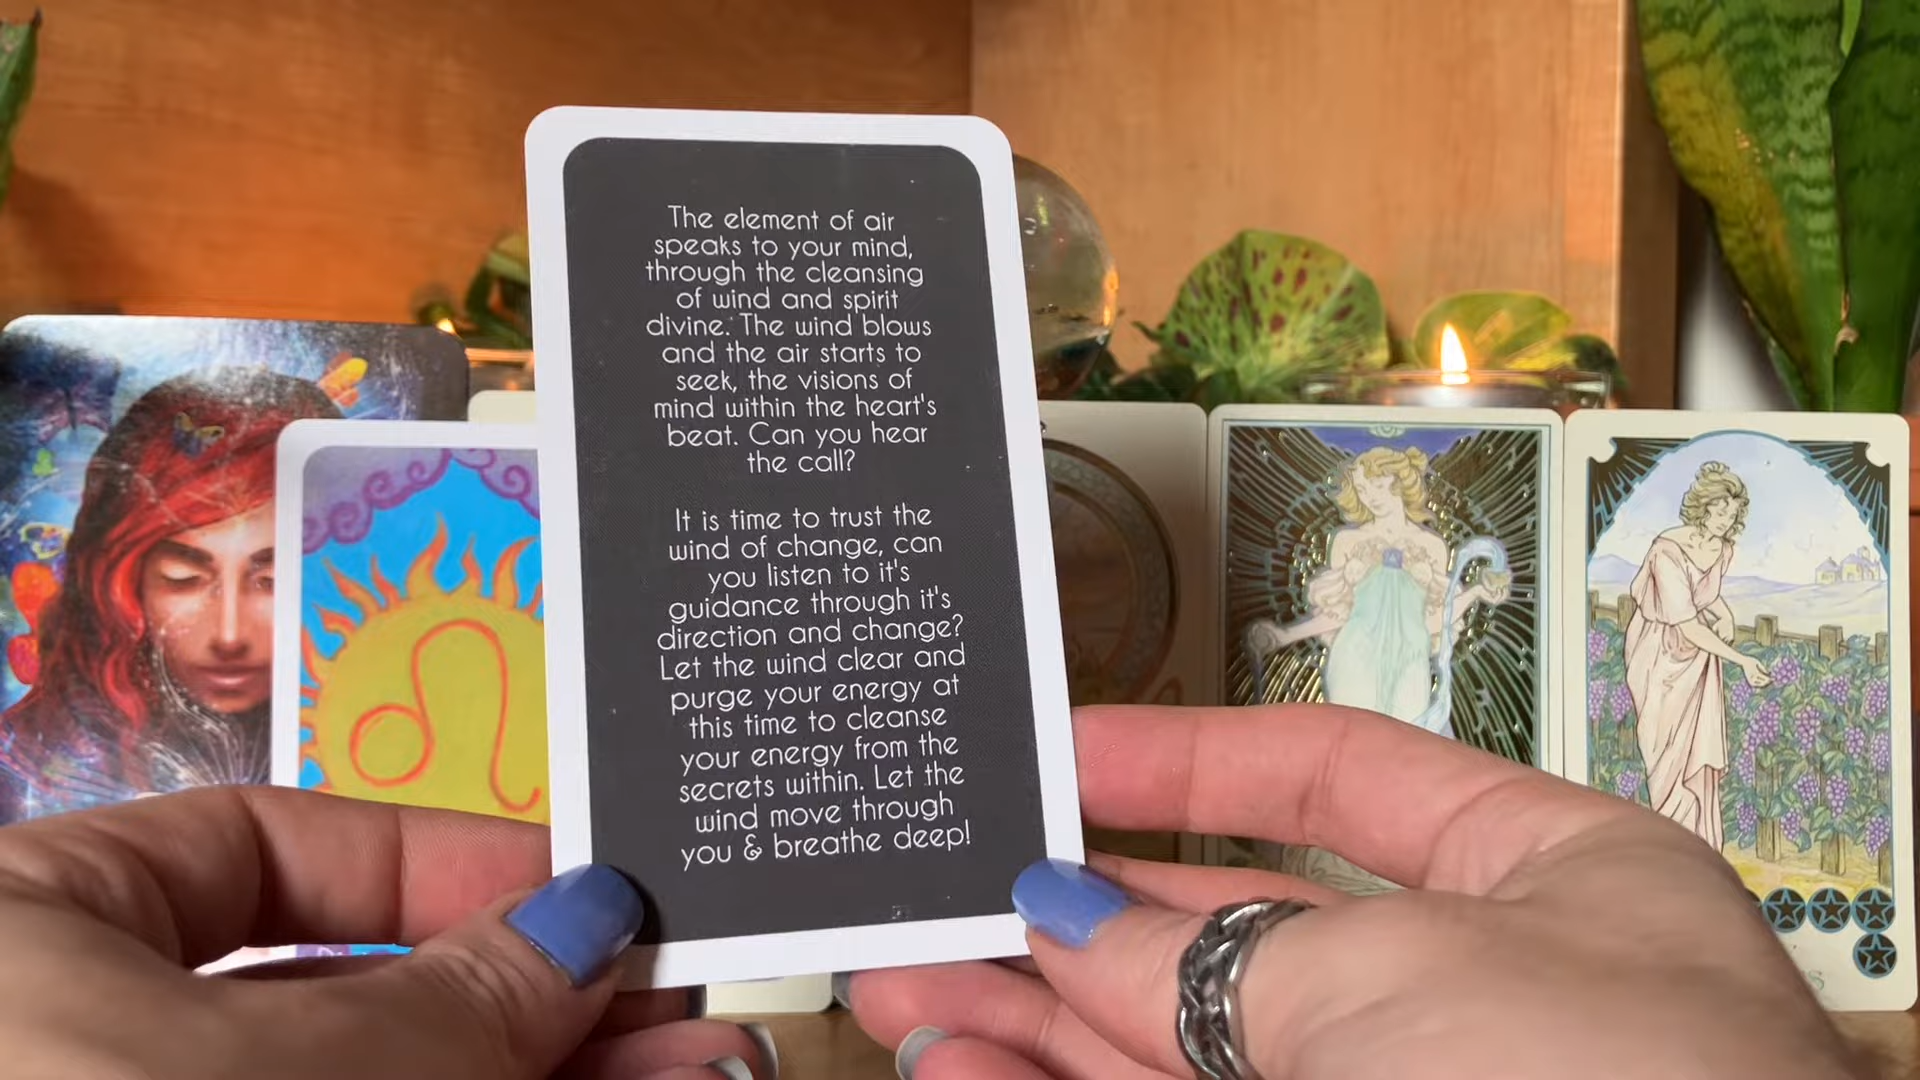 The element of air
speaks to your mind,
through the cleansing
of wind and spirit
divine. The wind blows
and the air starts to
seek, the visions of
mind within the heart's
beat. Can you hear
the call?
It is time to trust the
wind of change, can
you listen to it's
guidance through it's
direction and change?
Let the wind clear and
purge your energy at
this time to cleanse
your energy from the
secrets within. Let the
wind move through
you & breathe deep!